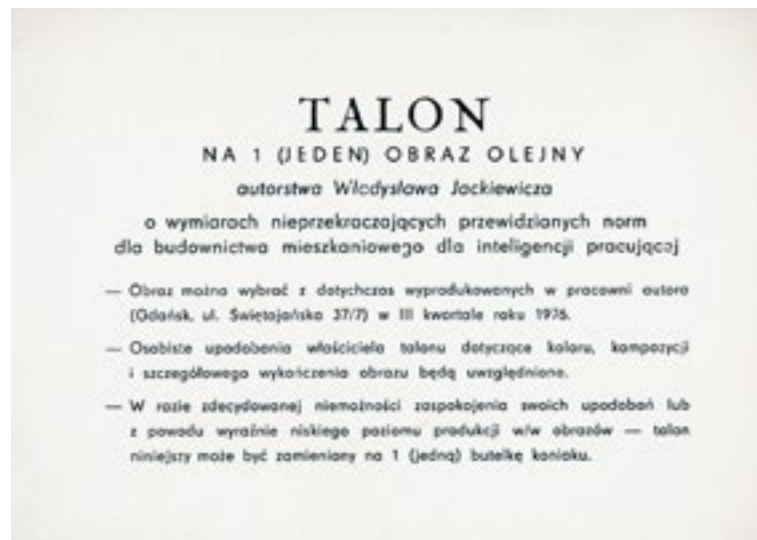 TALON
NA 1 (JEDEN) OBRAZ OLEJNY
autorstwa Władysława Jackiewicza
o wymiarach nieprzekraczających przewidzianych norm
dla budownictwa mieszkaniowego dla inteligencji pracującej
— Obraz można wybrać z dotychczas wyprodukowanych w pracowni autora
(Gdańsk, ul. Świętojańska 37/7) w III kwartale roku 1976.
— Osobiste upodobania właściciela talonu dotyczące koloru, kompozycji
i szczegółowego wykończenia obrazu będą uwzględnione.
— W razie zdecydowanej niemożności zaspokojenia swoich upodobań lub
z powodu wyraźnie niskiego poziomu produkcji w/w obrazów — talon
niniejszy może być zamieniany na 1 (jedną) butelkę koniaku.